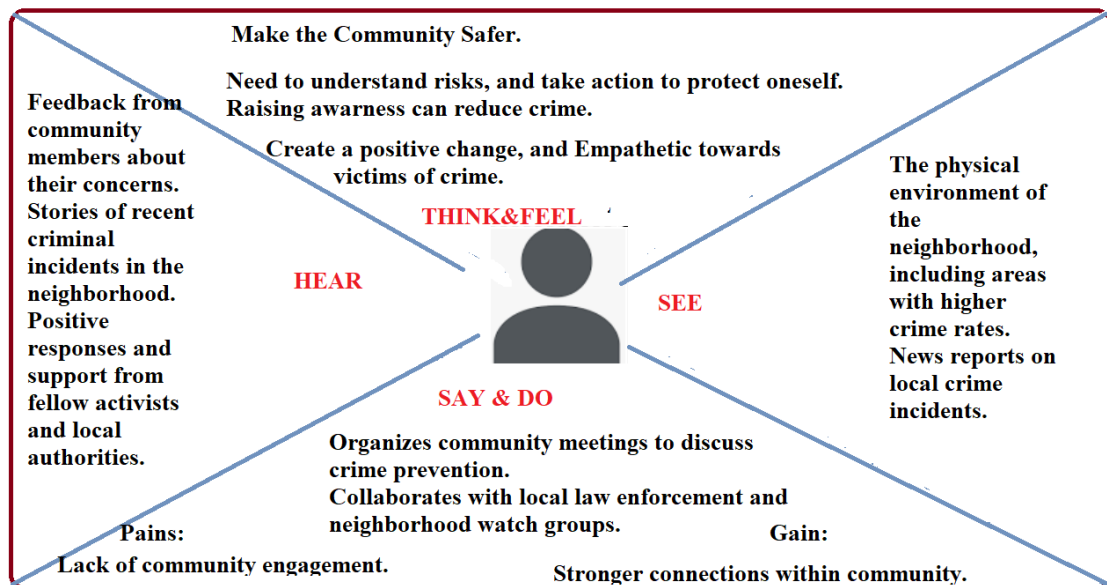 Make the Community Safer.
Need to understand risks, and take action to protect oneself.
Raising awarness can reduce crime.
Create a positive change, and Empathetic towards
victims of crime.
THINK&FEEL
Feedback from
community
members about
their concerns.
Stories of recent
criminal
incidents in the
neighborhood.
Positive
responses and
support from
fellow activists
and local
authorities.
HEAR
SEE
The physical
environment of
the
neighborhood,
including areas
with higher
crime rates.
News reports on
local crime
incidents.
SAY & DO
Organizes community meetings to discuss
crime prevention.
Collaborates with local law enforcement and
neighborhood watch groups.
Pains:
Lack of community engagement.
Gain:
Stronger connections within community.